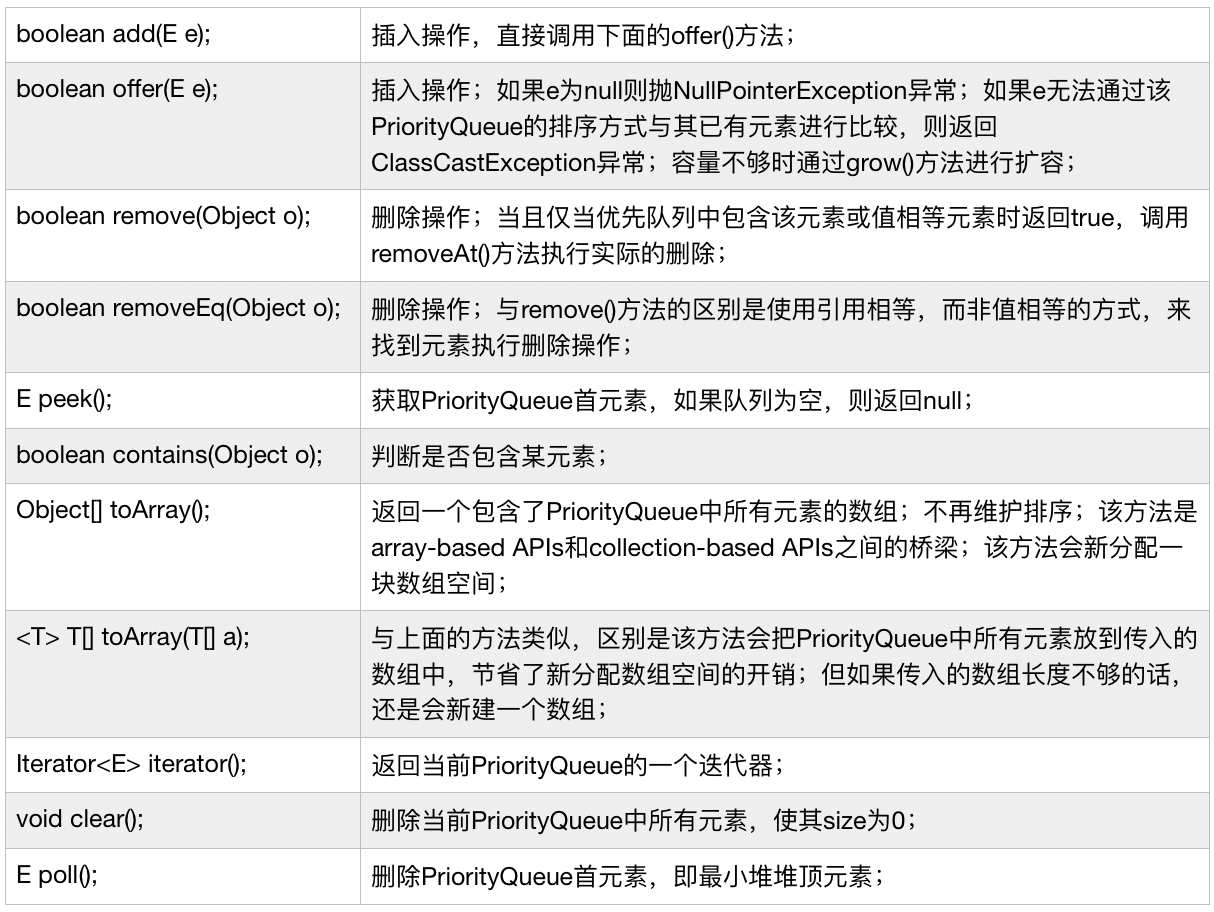 boolean add(E e);
插入操作，直接调用下面的offer()方法；
boolean offer(E e);
插入操作；如果e为null则抛NullPointerException异常；如果e无法通过该
PriorityQueue的排序方式与其已有元素进行比较，则返回
ClassCastException异常；容量不够时通过grow()方法进行扩容；
boolean remove(Object o);
删除操作；当且仅当优先队列中包含该元素或值相等元素时返回true，调用
removeAt()方法执行实际的删除；
boolean removeEq(Object o);
删除操作；与remove()方法的区别是使用引用相等，而非值相等的方式，来
找到元素执行删除操作；
E peek();
获取PriorityQueue首元素，如果队列为空，则返回null；
boolean contains(Object o);
判断是否包含某元素；
Object[] toArray();
返回一个包含了PriorityQueue中所有元素的数组；不再维护排序；该方法是
array-based APIs和collection-based APIs之间的桥梁；该方法会新分配一
块数组空间；
<T> T[] toArray(T[] a);
与上面的方法类似，区别是该方法会把PriorityQueue中所有元素放到传入的
数组中，节省了新分配数组空间的开销；但如果传入的数组长度不够的话，
还是会新建一个数组；
Iterator<E> iterator();
返回当前PriorityQueue的一个迭代器；
void clear();
删除当前PriorityQueue中所有元素，使其size为0；
E poll();
删除PriorityQueue首元素，即最小堆堆顶元素；